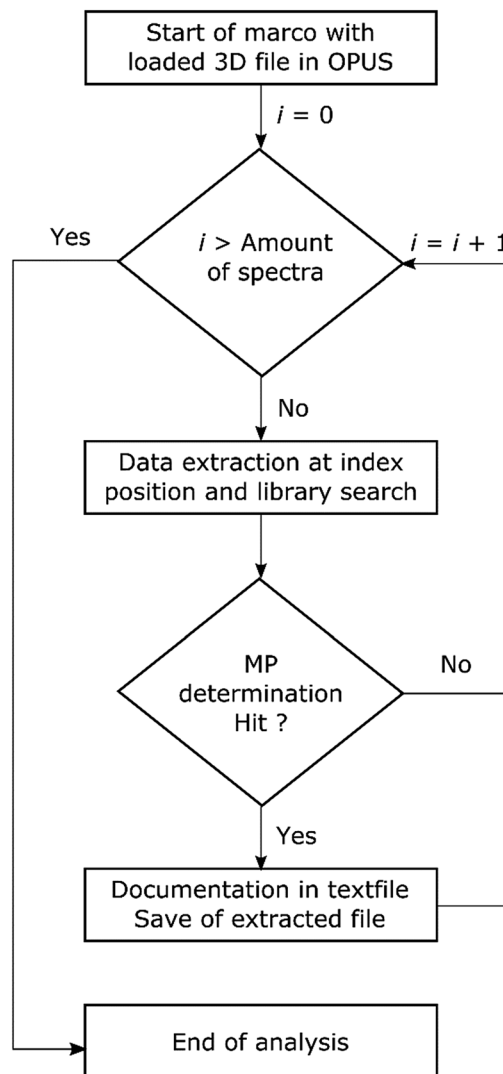 Start of marco with
loaded 3D file in OPUS
i = 0
Yes
i > Amount
of spectra
i = i + 1
No
Data extraction at index
position and library search
MP
determination
Hit ?
No
Yes
Documentation in textfile
Save of extracted file
End of analysis